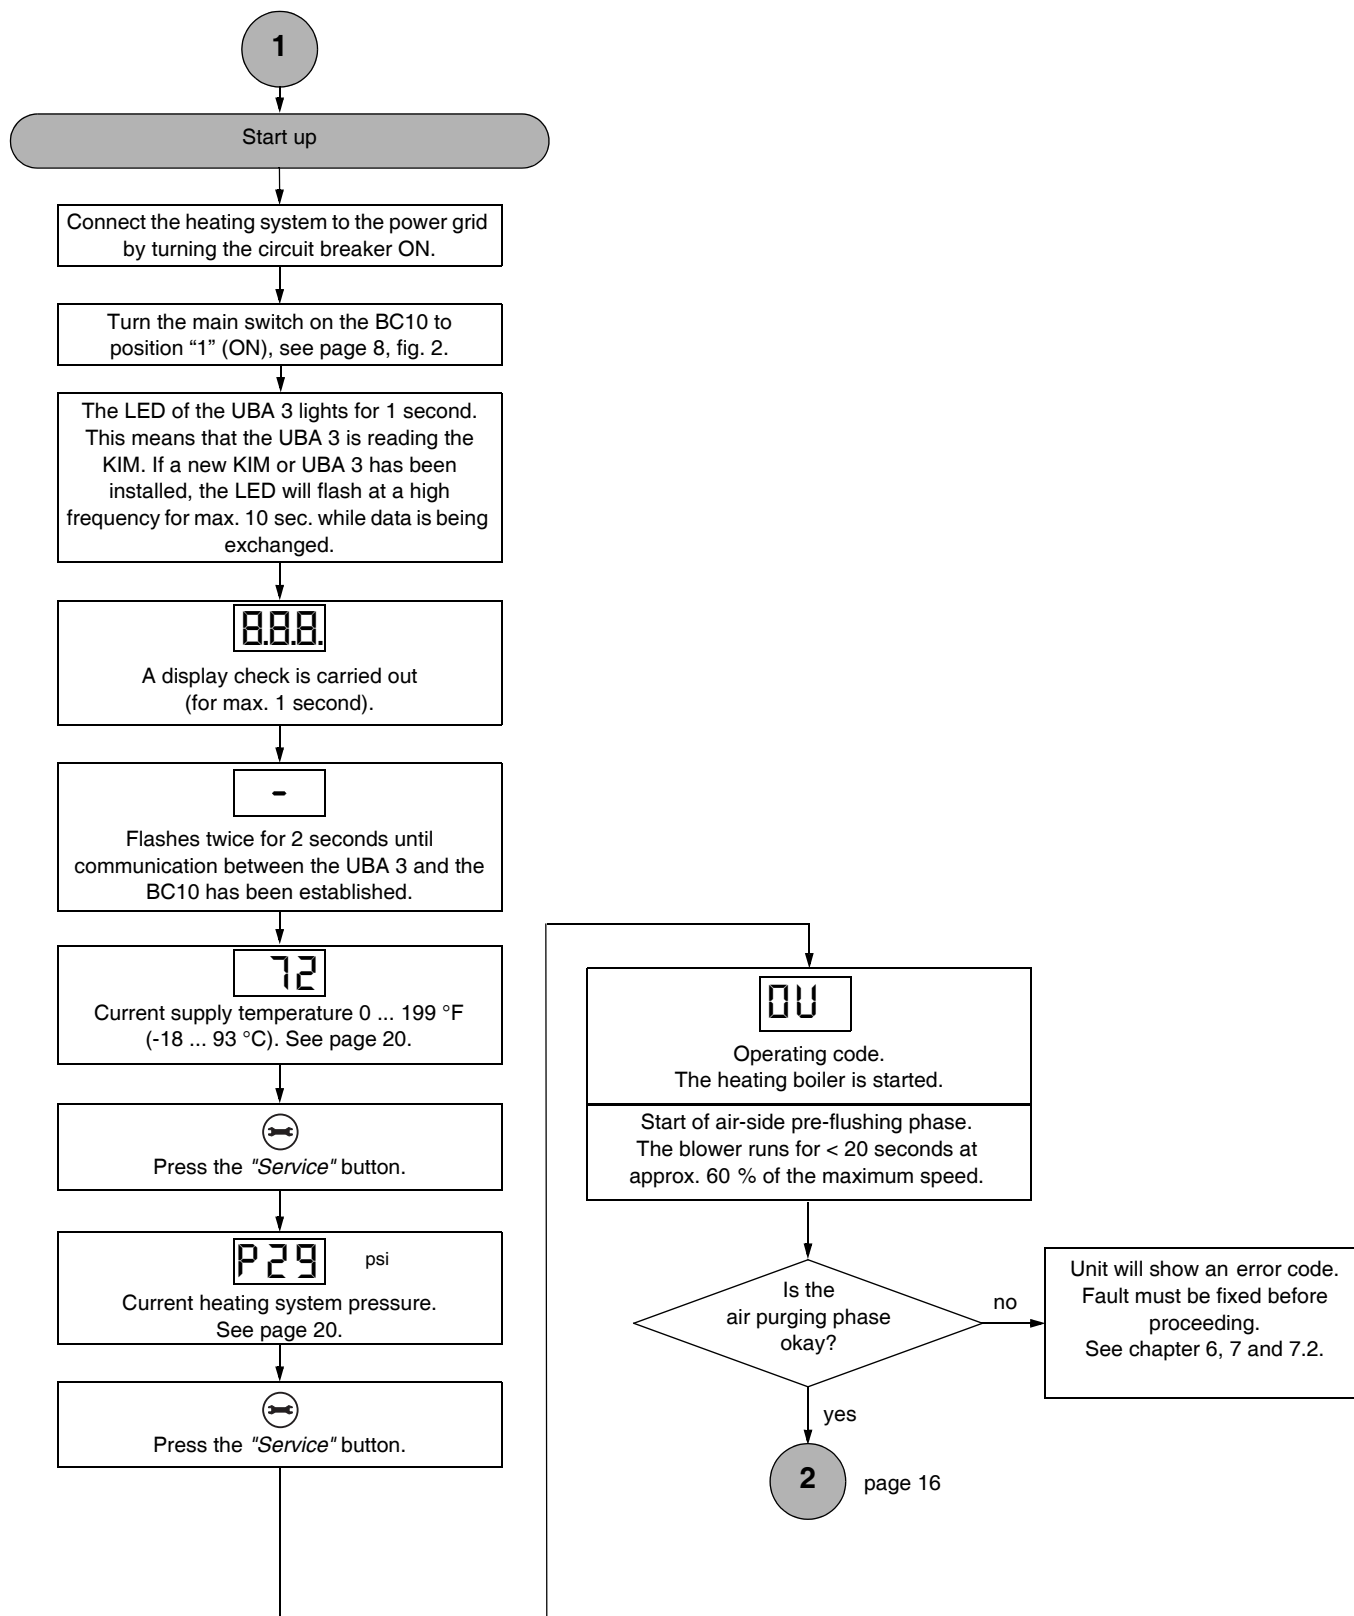 1
Start up
Connect the heating system to the power grid
by turning the circuit breaker ON.
Turn the main switch on the BC10 to
position “1” (ON), see page 8, fig. 2.
The LED of the UBA 3 lights for 1 second.
This means that the UBA 3 is reading the
KIM. If a new KIM or UBA 3 has been
installed, the LED will flash at a high
frequency for max. 10 sec. while data is being
exchanged.
8.8.8.
A display check is carried out
(for max. 1 second).
-
Flashes twice for 2 seconds until
communication between the UBA 3 and the
BC10 has been established.
72
Current supply temperature 0 ... 199 °F
(-18 ... 93 °C). See page 20.
Press the "Service" button.
P29 psi
Current heating system pressure.
See page 20.
Press the "Service" button.
0U
Operating code.
The heating boiler is started.
Start of air-side pre-flushing phase.
The blower runs for < 20 seconds at
approx. 60 % of the maximum speed.
Is the
air purging phase
okay?
no
Unit will show an error code.
Fault must be fixed before
proceeding.
See chapter 6, 7 and 7.2.
yes
2 page 16